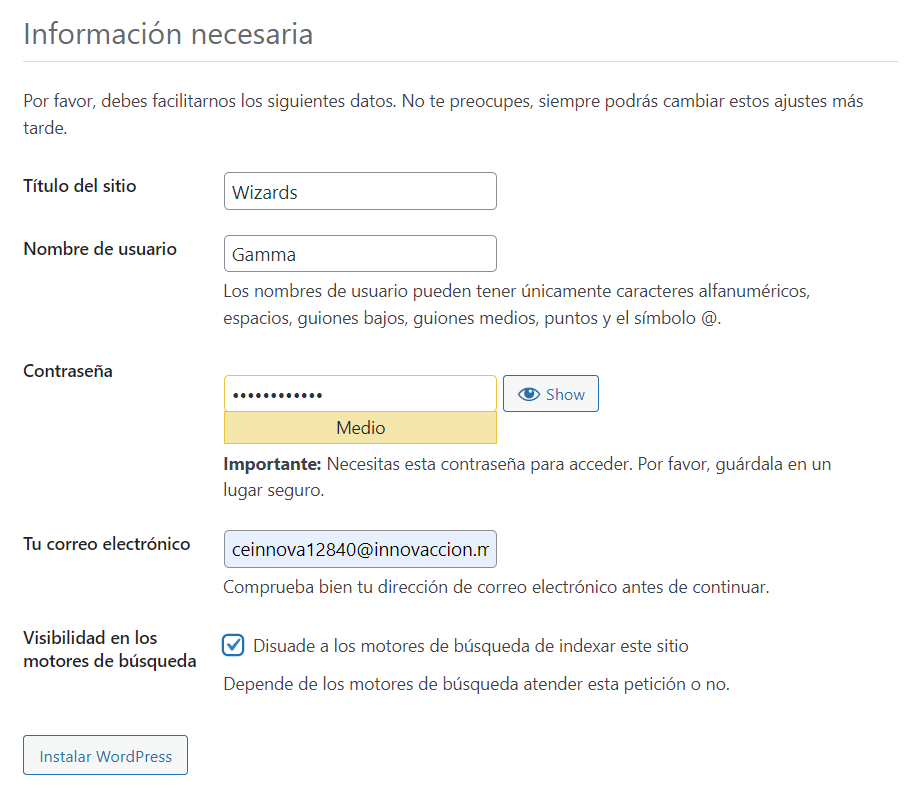 Información necesaria
Por favor, debes facilitarnos los siguientes datos. No te preocupes, siempre podrás cambiar estos ajustes más
tarde.
Título del sitio
Wizards
Nombre de usuario
Gamma
Los nombres de usuario pueden tener únicamente caracteres alfanuméricos,
espacios, guiones bajos, guiones medios, puntos y el símbolo @.
Contraseña
••••••••••••
Show
Medio
Importante: Necesitas esta contraseña para acceder. Por favor, guárdala en un
lugar seguro.
Tu correo electrónico
ceinnova12840@innovaccion.m
Comprueba bien tu dirección de correo electrónico antes de continuar.
Visibilidad en los
motores de búsqueda
Disuade a los motores de búsqueda de indexar este sitio
Depende de los motores de búsqueda atender esta petición o no.
Instalar WordPress